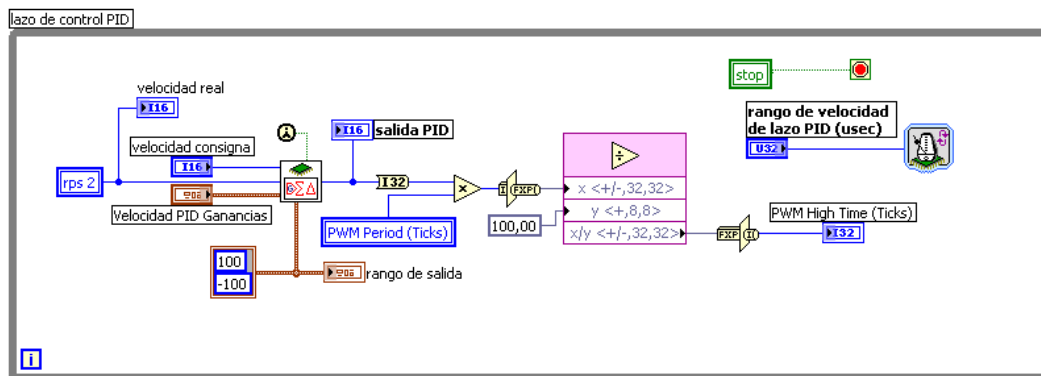 lazo de control PID
velocidad real
I16
velocidad consigna
I16
rps 2
Velocidad PID Ganancias
100
-100
rango de salida
I16
salida PID
I32
PWM Period (Ticks)
x
I
FXP
100,00
÷
x <+/-,32,32>
y <+,8,8>
x/y <+/-,32,32>
FXP
I
PWM High Time (Ticks)
I32
stop
rango de velocidad
de lazo PID (usec)
U32
i